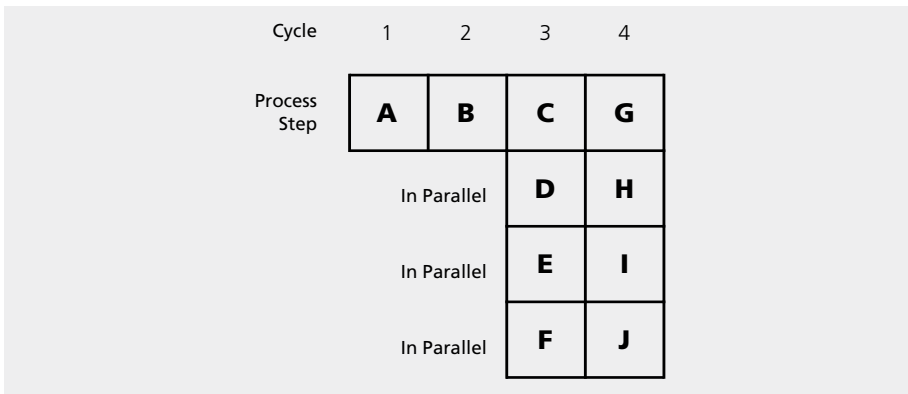 Cycle 1 2 3 4
Process
Step
A B C G
In Parallel D H
In Parallel E I
In Parallel F J